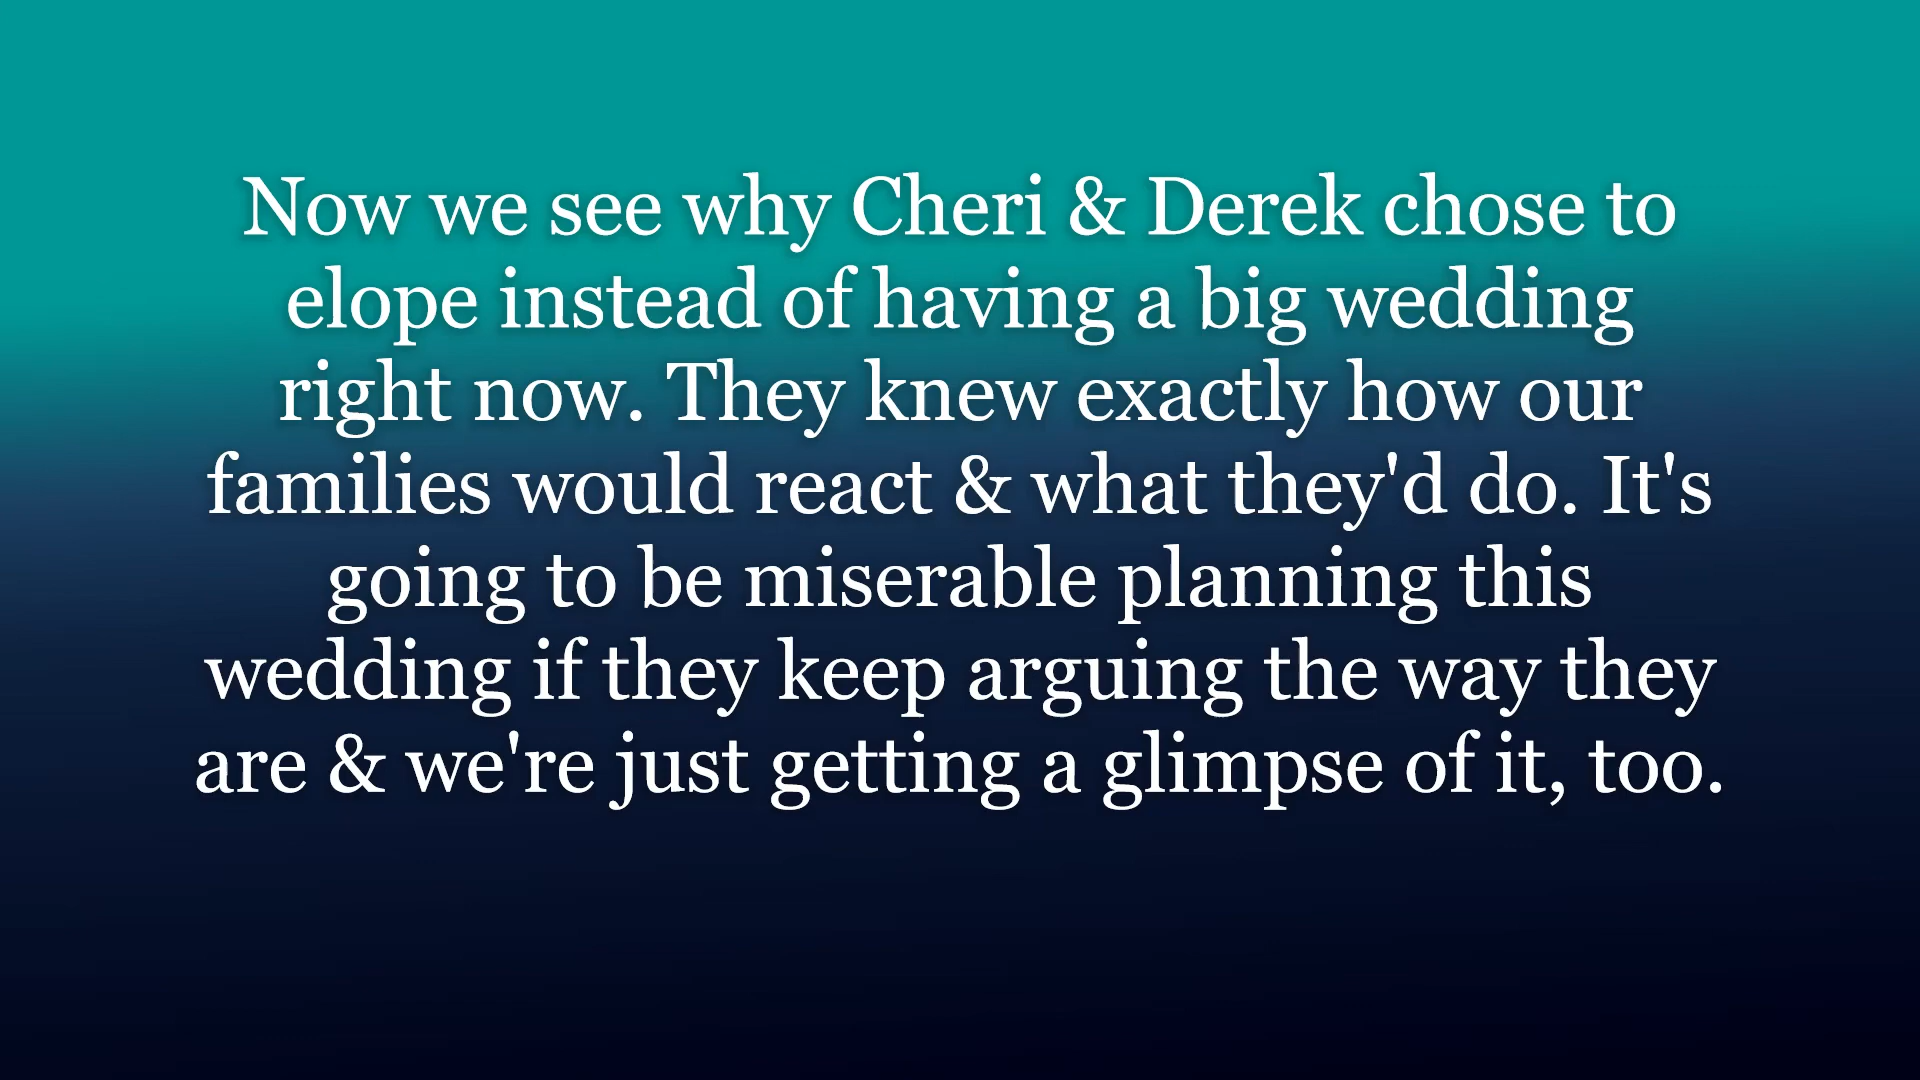 Now we see why Cheri & Derek chose to
elope instead of having a big wedding
right now. They knew exactly how our
families would react & what they'd do. It's
going to be miserable planning this
wedding if they keep arguing the way they
are & we're just getting a glimpse of it, too.